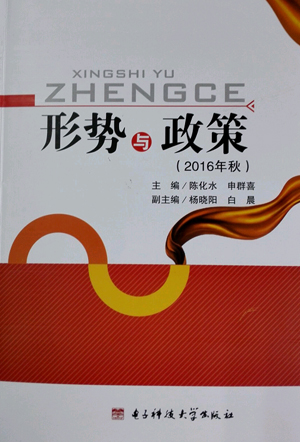 XINGSHI YU
ZHENGCE
形势与政策
(2016年秋)
主 编/陈化水 申群喜
副主编/杨晓阳 白 晨
电子科技大学出版社